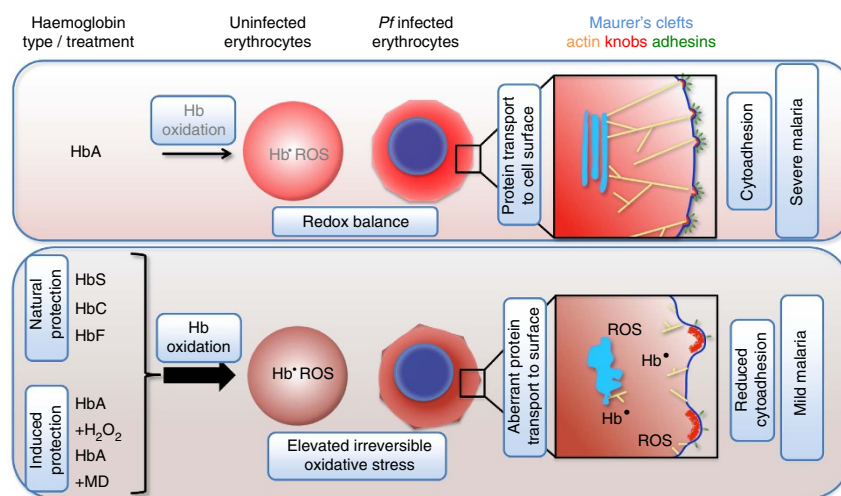 Haemoglobin
type / treatment
Uninfected
erythrocytes
Pf infected
erythrocytes
Maurer's clefts
actin knobs adhesins
HbA
Hb
oxidation
Hb• ROS
Redox balance
Protein transport
to cell surface
Cytoadhesion
Severe malaria
Natural
protection
HbS
HbC
HbF
Induced
protection
HbA
+H₂O₂
HbA
+MD
Hb
oxidation
Hb• ROS
Elevated irreversible
oxidative stress
Aberrant protein
transport to surface
ROS
Hb•
Hb•
ROS
Reduced
cytoadhesion
Mild malaria